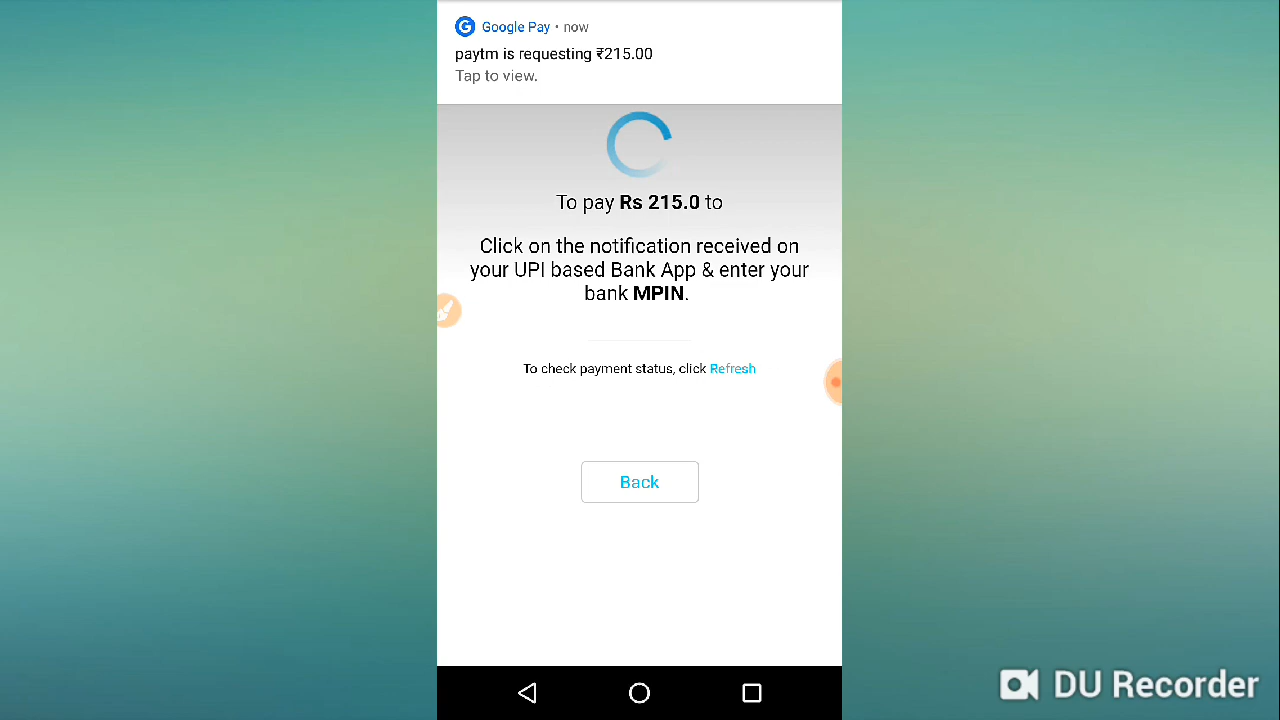 Google Pay • now
paytm is requesting ₹215.00
Tap to view.
To pay Rs 215.0 to
Click on the notification received on
your UPI based Bank App & enter your
bank MPIN.
To check payment status, click Refresh
Back
DU Recorder